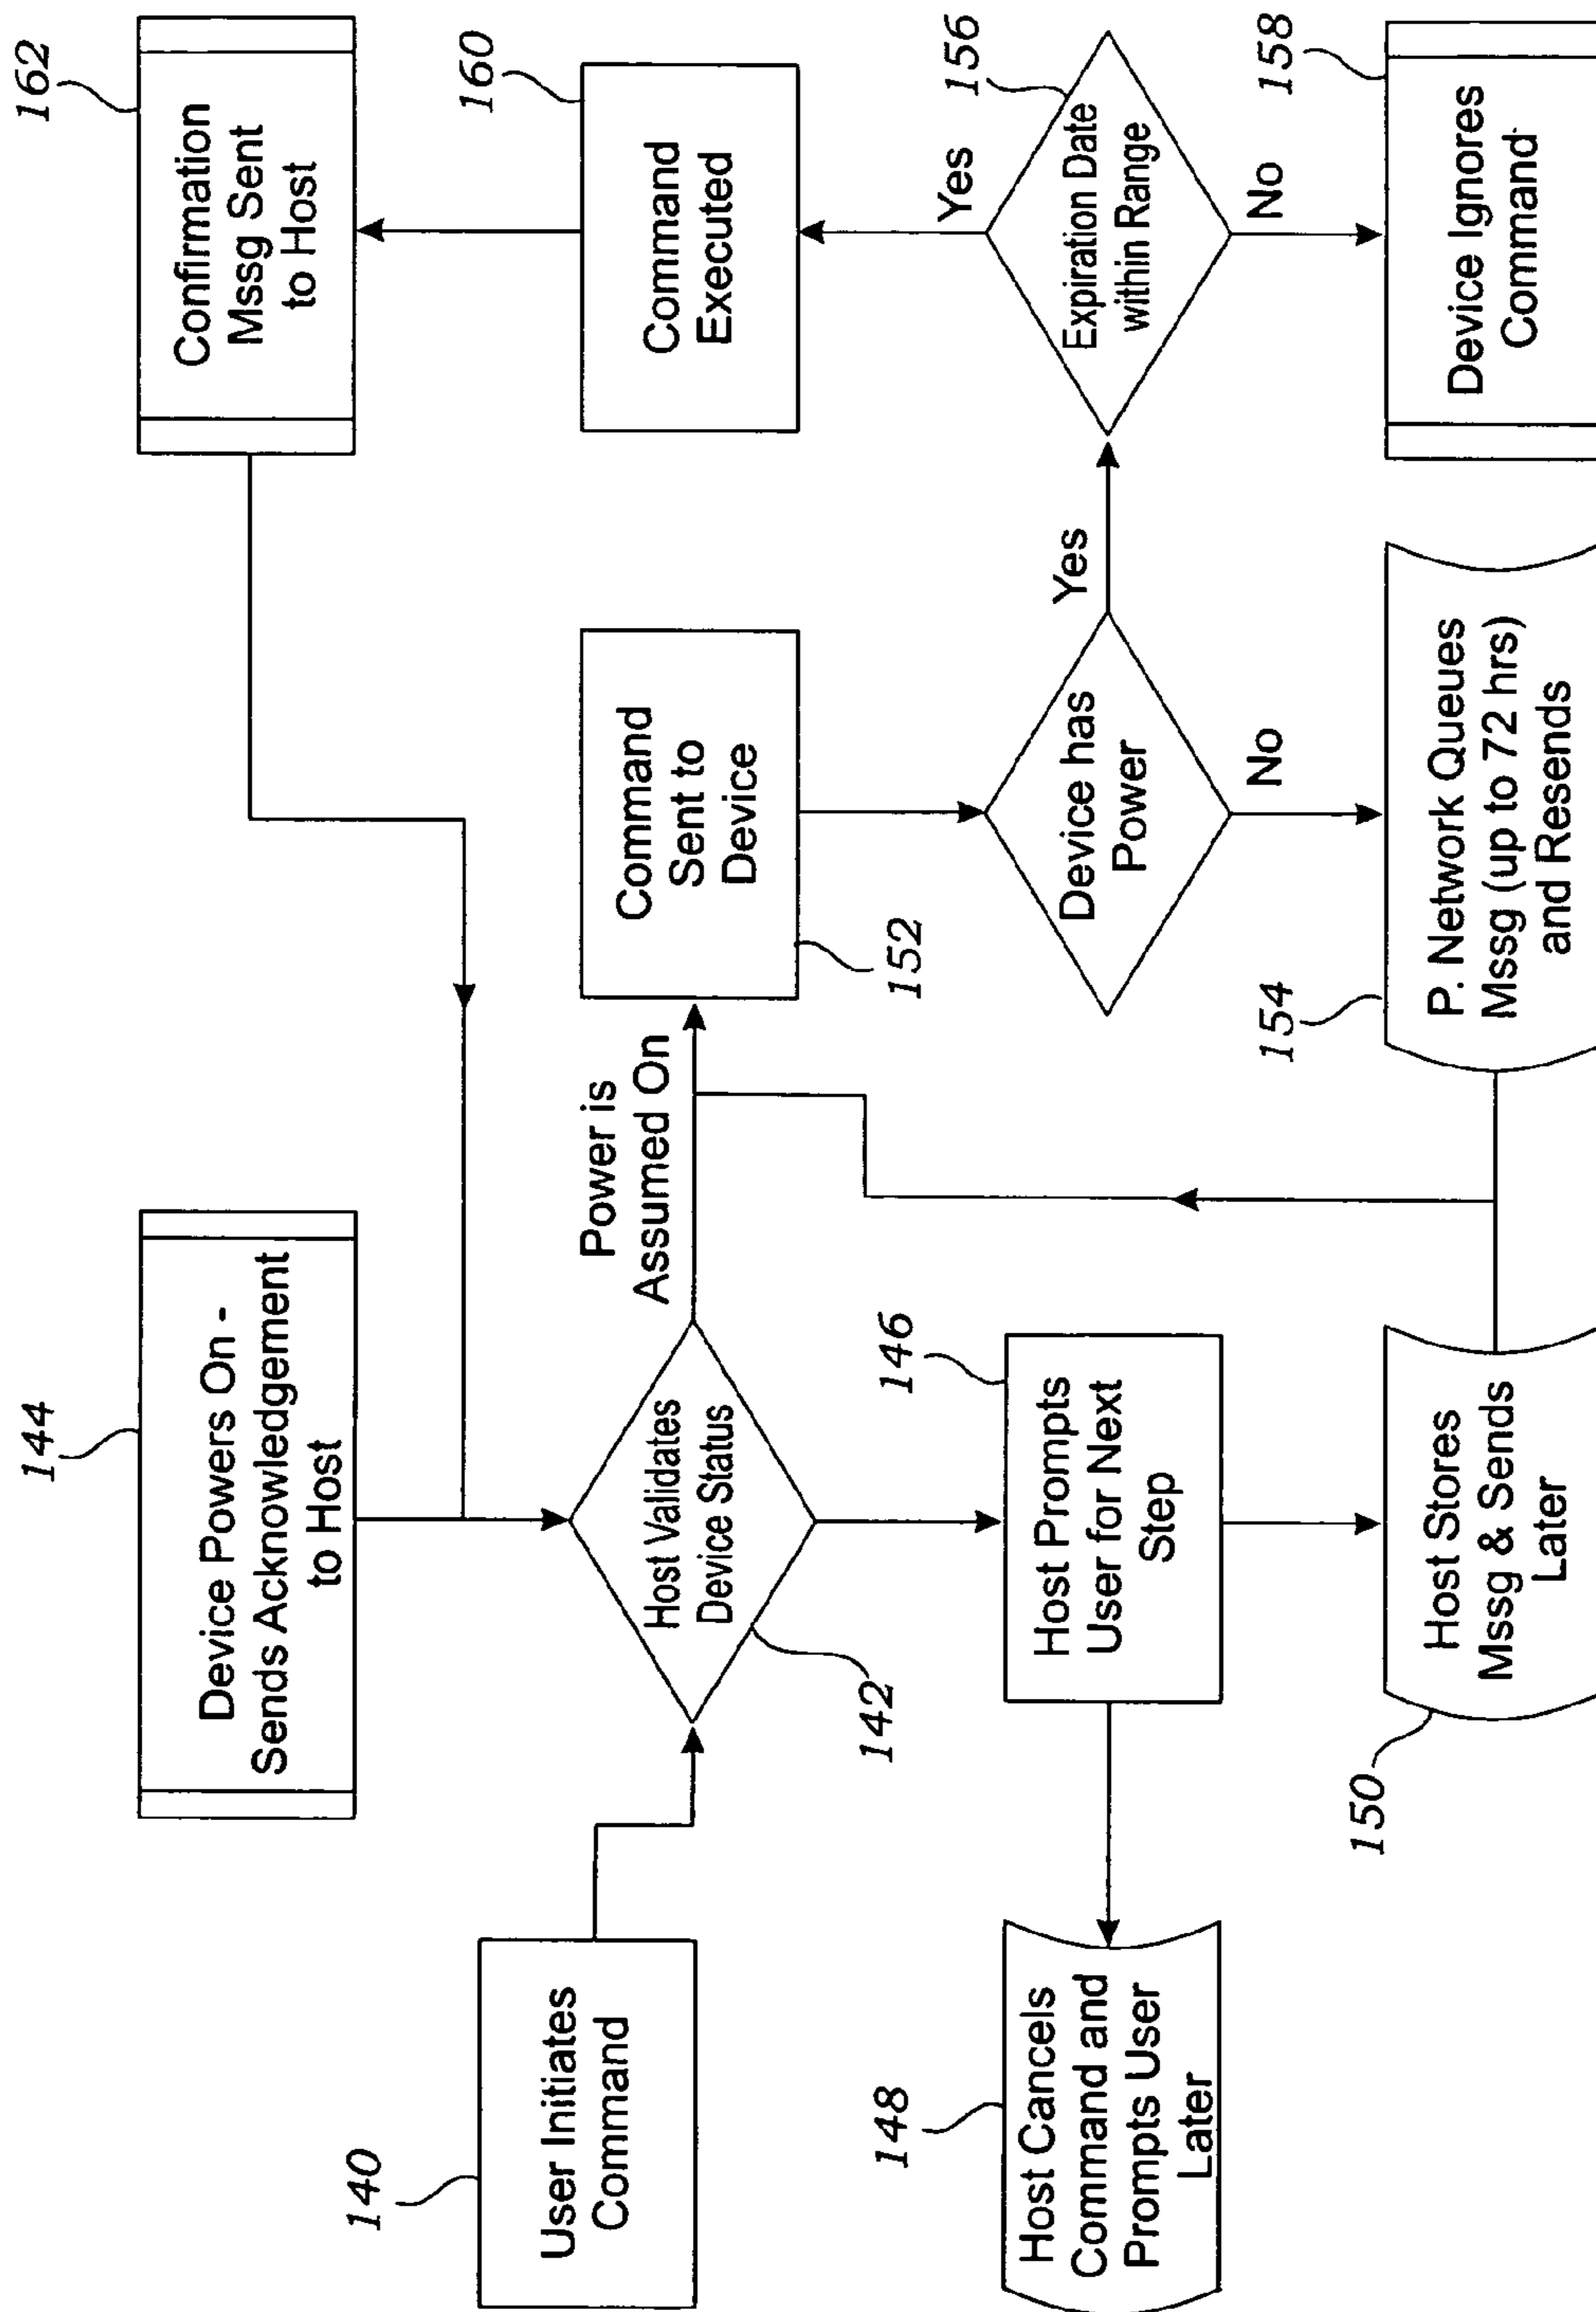 144
Device Powers On -
Sends Acknowledgement
to Host
162
Confirmation
Mssg Sent
to Host
140
User Initiates
Command
Host Validates
Device Status
142
Power is
Assumed On
Command
Sent to
Device
152
160
Command
Executed
148
Host Cancels
Command and
Prompts User
Later
146
Host Prompts
User for Next
Step
Device has
Power
Yes
No
Yes
156
Expiration Date
within Range
No
150
Host Stores
Mssg & Sends
Later
154
P. Network Queues
Mssg (up to 72 hrs)
and Resends
158
Device Ignores
Command